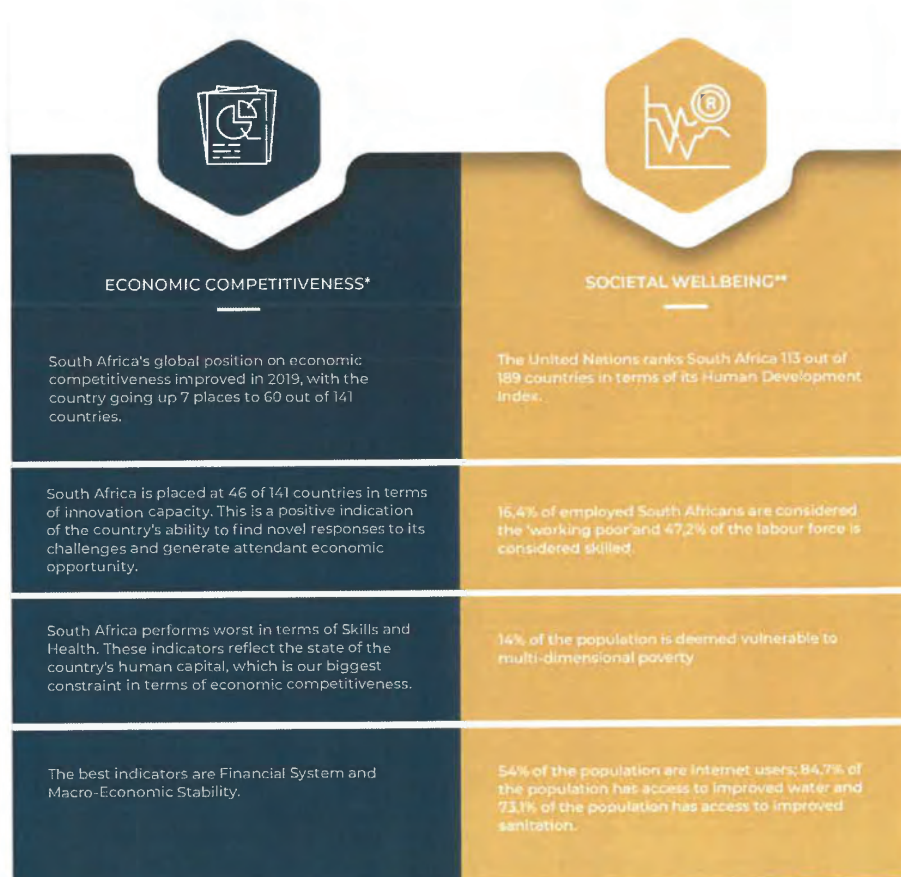 R
ECONOMIC COMPETITIVENESS*
South Africa's global position on economic
competitiveness improved in 2019, with the
country going up 7 places to 60 out of 141
countries.
South Africa is placed at 46 of 141 countries in terms
of innovation capacity. This is a positive indication
of the country's ability to find novel responses to its
challenges and generate attendant economic
opportunity.
South Africa performs worst in terms of Skills and
Health. These indicators reflect the state of the
country's human capital, which is our biggest
constraint in terms of economic competitiveness.
The best indicators are Financial System and
Macro-Economic Stability.
SOCIETAL WELLBEING**
The United Nations ranks South Africa 113 out of
189 countries in terms of its Human Development
Index.
16,4% of employed South Africans are considered
the 'working poor'and 47,2% of the labour force is
considered skilled.
14% of the population is deemed vulnerable to
multi-dimensional poverty
54% of the population are internet users; 84,7% of
the population has access to improved water and
73,1% of the population has access to improved
sanitation.